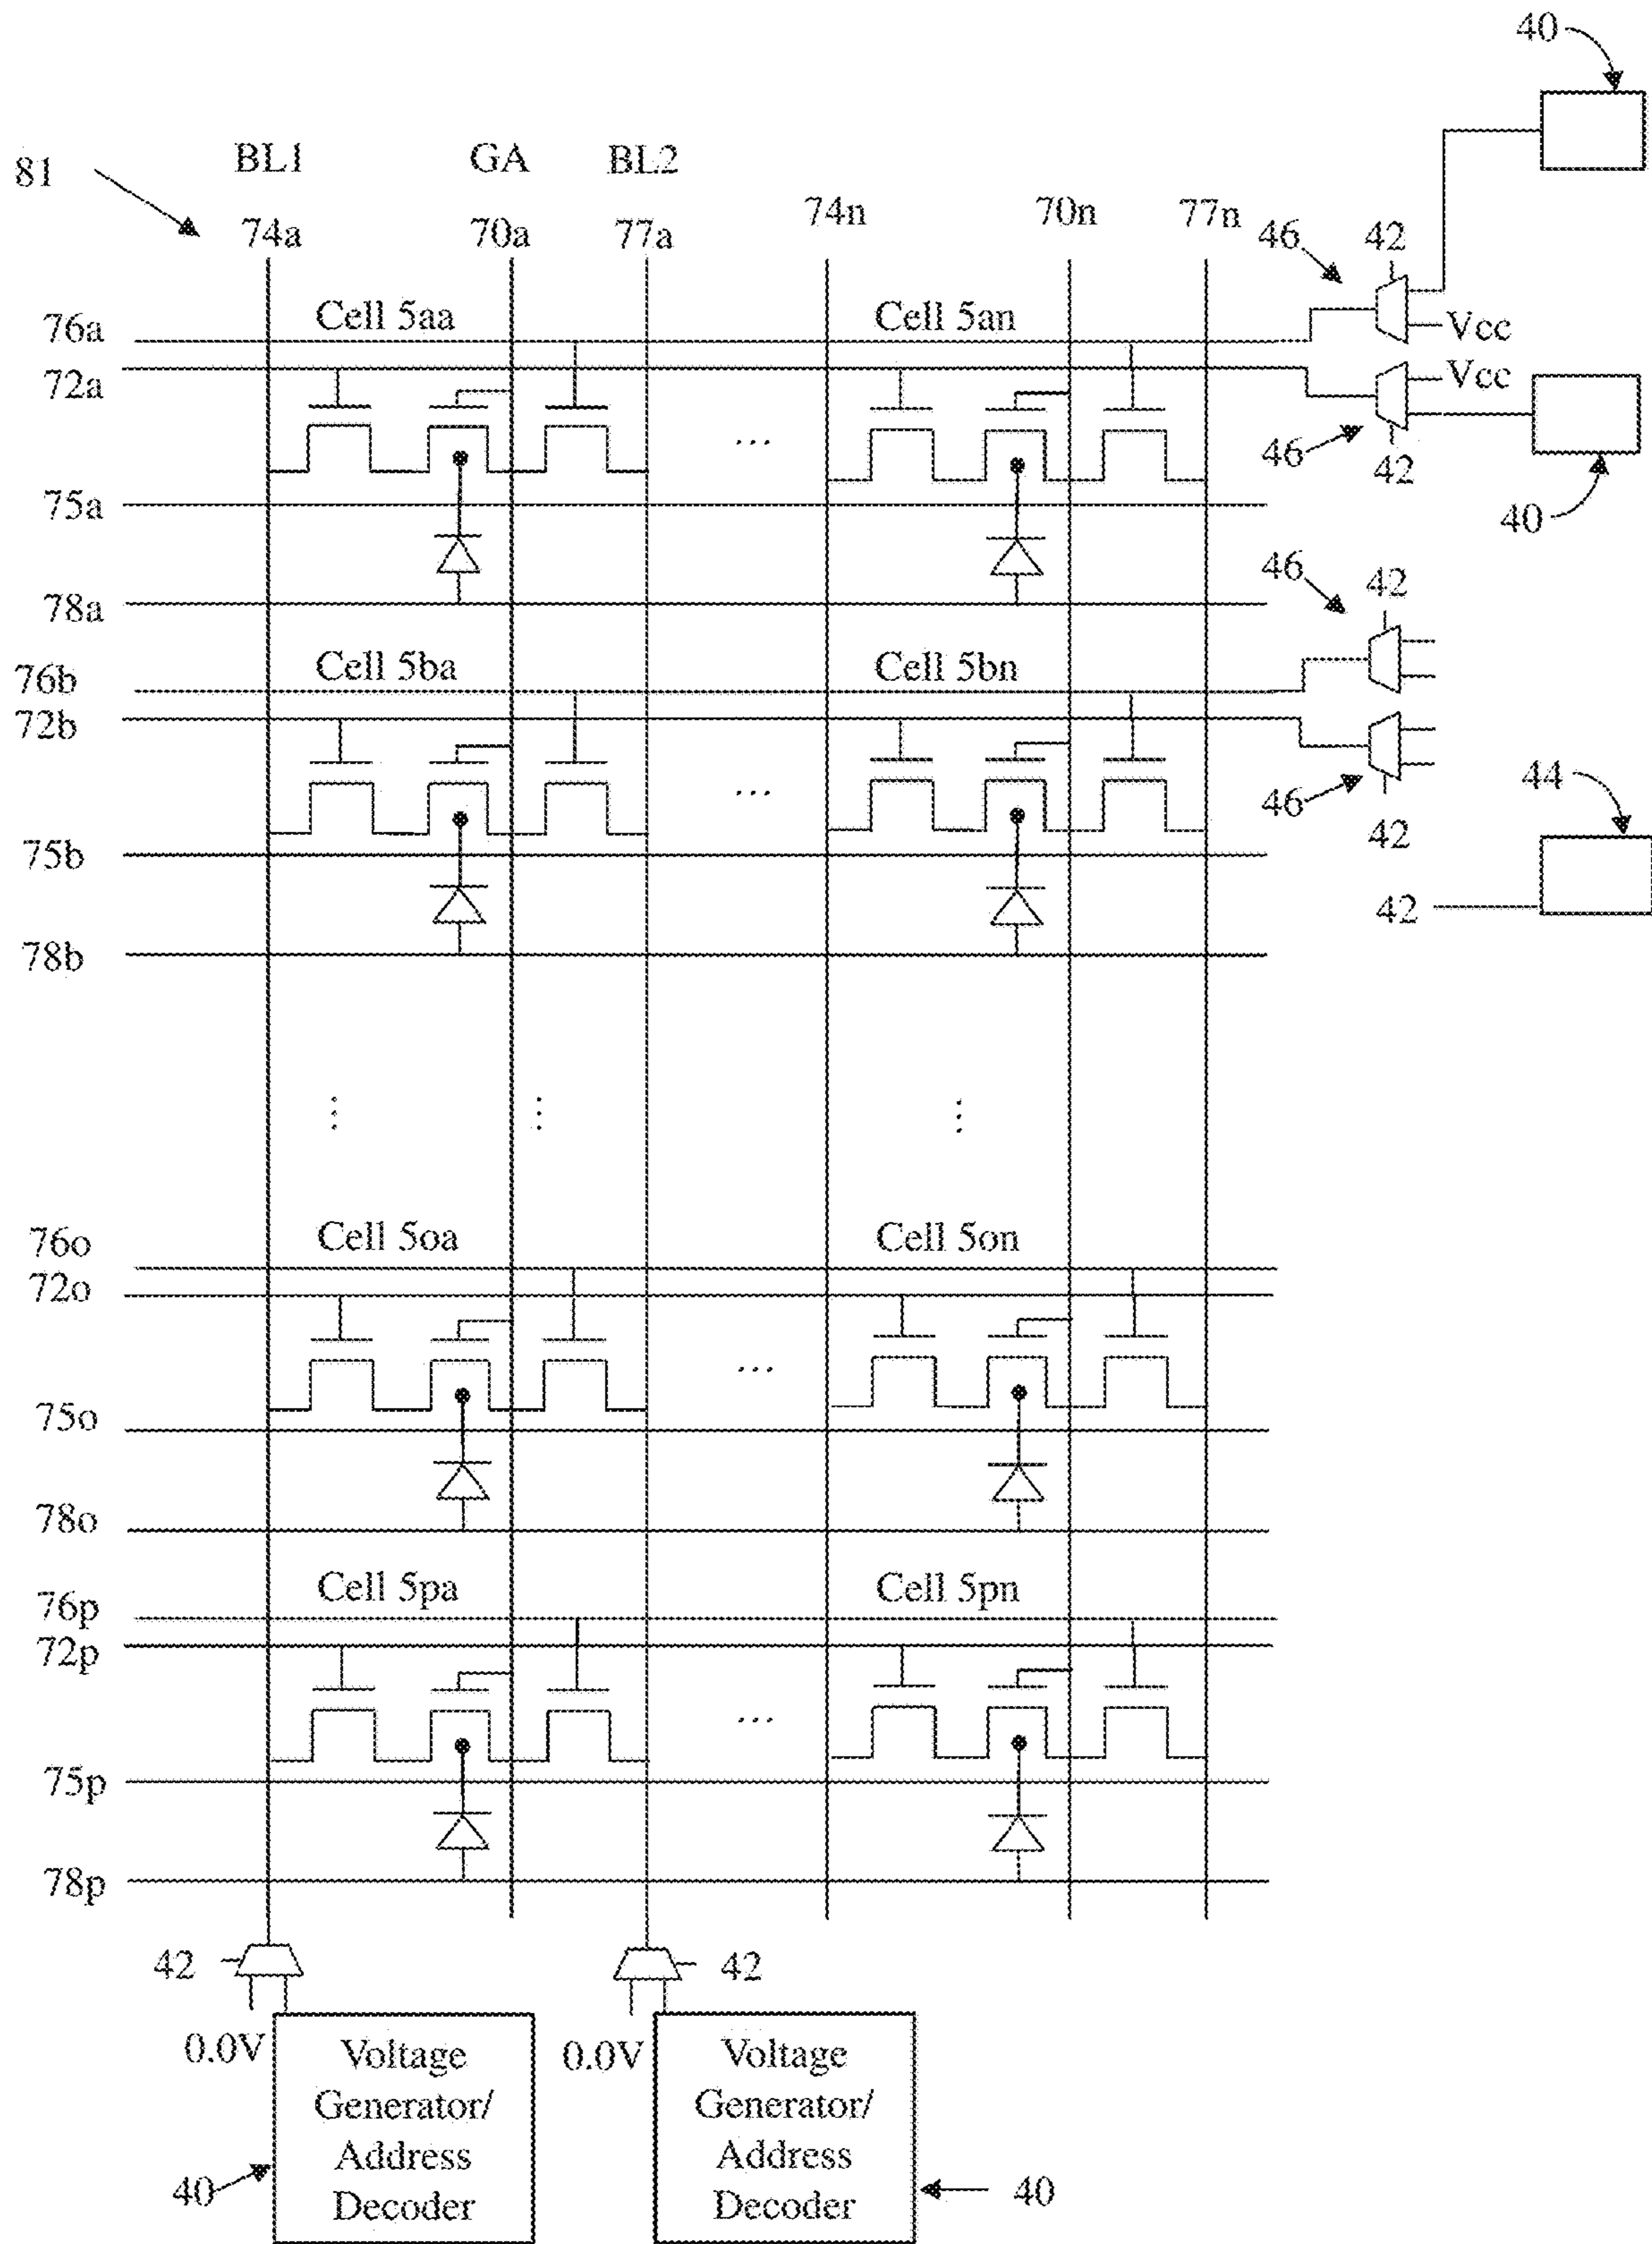 40
BL1 GA BL2
81
74a 70a 77a 74n 70n 77n
46 42
76a Cell 5aa Cell 5an
Vcc
72a Vcc
...
46 42
75a 40
46 42
78a
76b Cell 5ba Cell 5bn
72b
44
...
46
42
75b
42
78b
⋮ ⋮ ⋮
76o Cell 5oa Cell 5on
72o
...
75o
78o
76p Cell 5pa Cell 5pn
72p
...
75p
78p
42 42
0.0V Voltage Generator/ Address Decoder
0.0V Voltage Generator/ Address Decoder
40 40